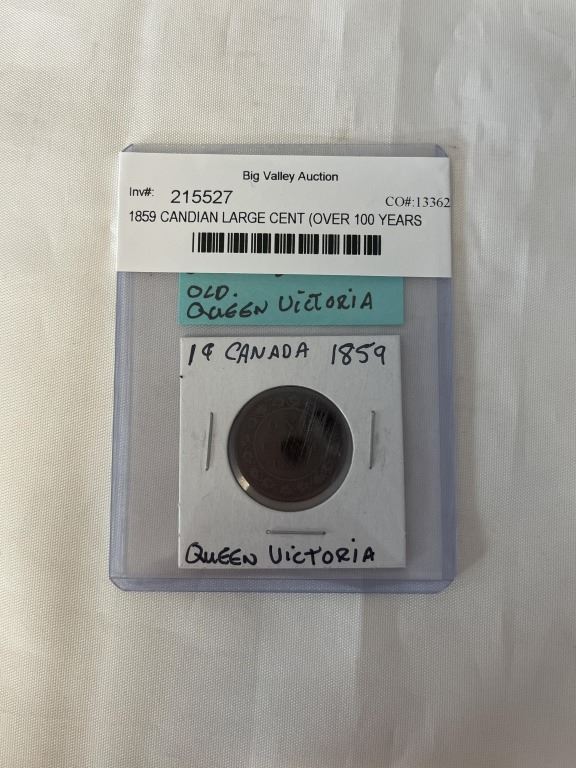 Big Valley Auction
Inv#: 215527 CO#:13362
1859 CANDIAN LARGE CENT (OVER 100 YEARS
OLD.
QUEEN VICTORIA
1¢ CANADA 1859
QUEEN VICTORIA